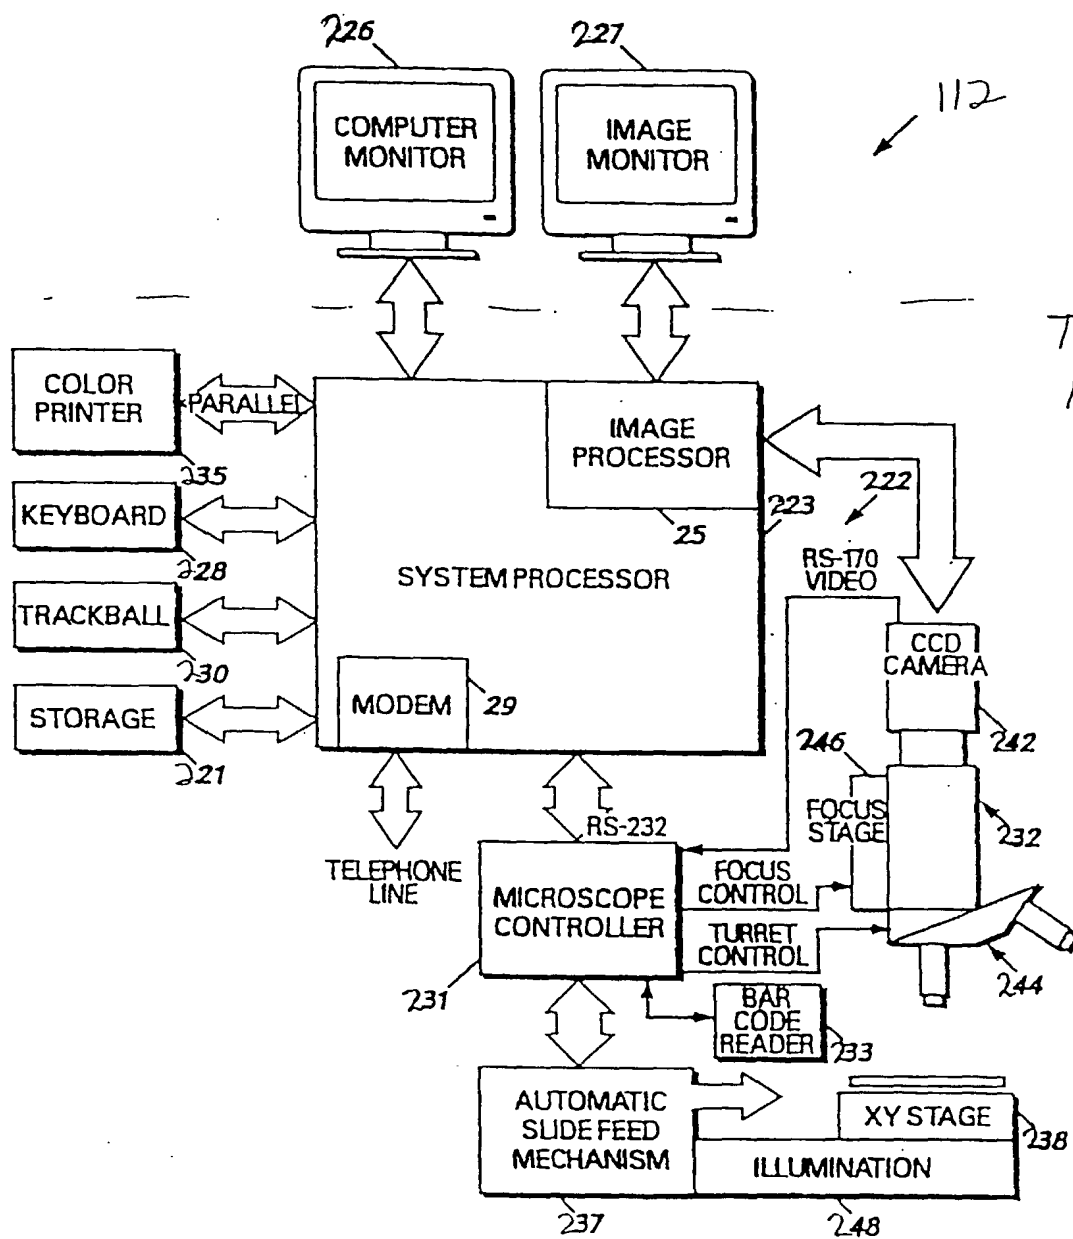 226
227
112
COMPUTER
MONITOR
IMAGE
MONITOR
COLOR
PRINTER
PARALLEL
235
IMAGE
PROCESSOR
25
223
222
RS-170
VIDEO
KEYBOARD
228
SYSTEM PROCESSOR
TRACKBALL
230
CCD
CAMERA
242
STORAGE
221
MODEM
29
246
FOCUS
STAGE
232
TELEPHONE
LINE
RS-232
MICROSCOPE
CONTROLLER
231
FOCUS
CONTROL
TURRET
CONTROL
244
BAR
CODE
READER
233
AUTOMATIC
SLIDE FEED
MECHANISM
237
XY STAGE
238
ILLUMINATION
248